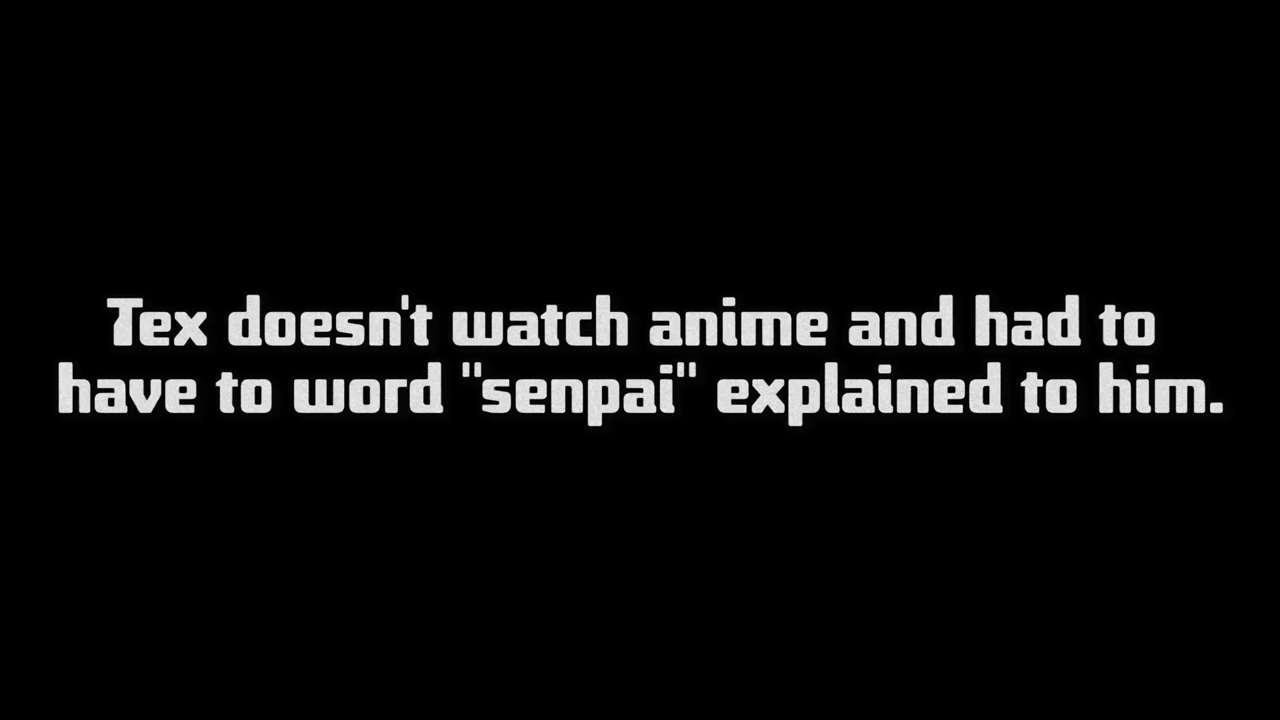 Tex doesn't watch anime and had to
have to word "senpai" explained to him.